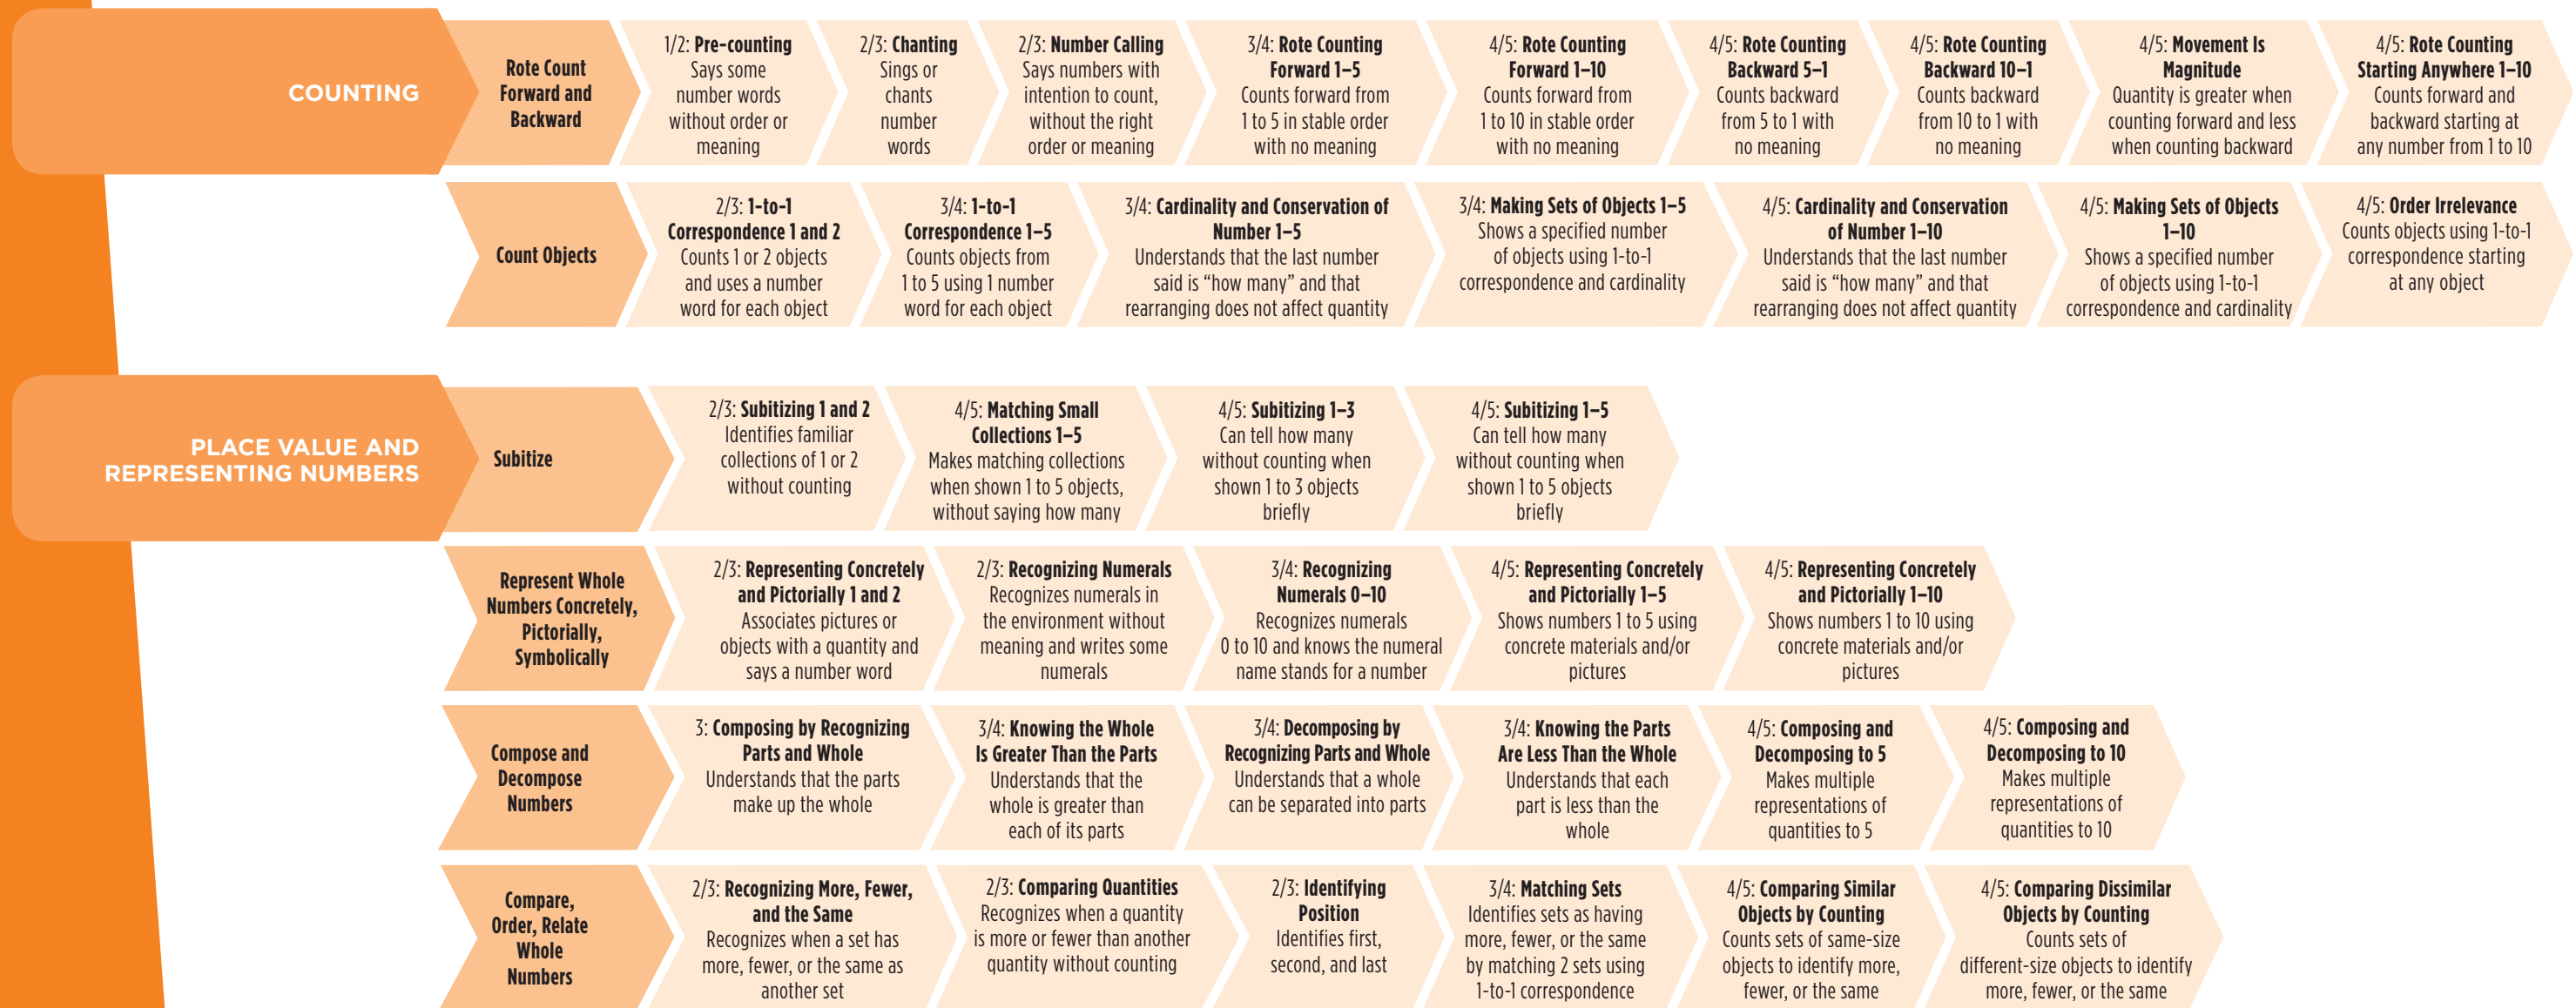 COUNTING
Rote Count
Forward and
Backward
1/2: Pre-counting
Says some
number words
without order or
meaning
2/3: Chanting
Sings or
chants
number
words
2/3: Number Calling
Says numbers with
intention to count,
without the right
order or meaning
3/4: Rote Counting
Forward 1–5
Counts forward from
1 to 5 in stable order
with no meaning
4/5: Rote Counting
Forward 1–10
Counts forward from
1 to 10 in stable order
with no meaning
4/5: Rote Counting
Backward 5–1
Counts backward
from 5 to 1 with
no meaning
4/5: Rote Counting
Backward 10–1
Counts backward
from 10 to 1 with
no meaning
4/5: Movement Is
Magnitude
Quantity is greater when
counting forward and less
when counting backward
4/5: Rote Counting
Starting Anywhere 1–10
Counts forward and
backward starting at
any number from 1 to 10
Count Objects
2/3: 1-to-1
Correspondence 1 and 2
Counts 1 or 2 objects
and uses a number
word for each object
3/4: 1-to-1
Correspondence 1–5
Counts objects from
1 to 5 using 1 number
word for each object
3/4: Cardinality and Conservation of
Number 1–5
Understands that the last number
said is “how many” and that
rearranging does not affect quantity
3/4: Making Sets of Objects 1–5
Shows a specified number
of objects using 1-to-1
correspondence and cardinality
4/5: Cardinality and Conservation
of Number 1–10
Understands that the last number
said is “how many” and that
rearranging does not affect quantity
4/5: Making Sets of Objects
1–10
Shows a specified number
of objects using 1-to-1
correspondence and cardinality
4/5: Order Irrelevance
Counts objects using 1-to-1
correspondence starting
at any object
PLACE VALUE AND
REPRESENTING NUMBERS
Subitize
2/3: Subitizing 1 and 2
Identifies familiar
collections of 1 or 2
without counting
4/5: Matching Small
Collections 1–5
Makes matching collections
when shown 1 to 5 objects,
without saying how many
4/5: Subitizing 1–3
Can tell how many
without counting when
shown 1 to 3 objects
briefly
4/5: Subitizing 1–5
Can tell how many
without counting when
shown 1 to 5 objects
briefly
Represent Whole
Numbers Concretely,
Pictorially,
Symbolically
2/3: Representing Concretely
and Pictorially 1 and 2
Associates pictures or
objects with a quantity and
says a number word
2/3: Recognizing Numerals
Recognizes numerals in
the environment without
meaning and writes some
numerals
3/4: Recognizing
Numerals 0–10
Recognizes numerals
0 to 10 and knows the numeral
name stands for a number
4/5: Representing Concretely
and Pictorially 1–5
Shows numbers 1 to 5 using
concrete materials and/or
pictures
4/5: Representing Concretely
and Pictorially 1–10
Shows numbers 1 to 10 using
concrete materials and/or
pictures
Compose and
Decompose
Numbers
3: Composing by Recognizing
Parts and Whole
Understands that the parts
make up the whole
3/4: Knowing the Whole
Is Greater Than the Parts
Understands that the
whole is greater than
each of its parts
3/4: Decomposing by
Recognizing Parts and Whole
Understands that a whole
can be separated into parts
3/4: Knowing the Parts
Are Less Than the Whole
Understands that each
part is less than the
whole
4/5: Composing and
Decomposing to 5
Makes multiple
representations of
quantities to 5
4/5: Composing and
Decomposing to 10
Makes multiple
representations of
quantities to 10
Compare,
Order, Relate
Whole
Numbers
2/3: Recognizing More, Fewer,
and the Same
Recognizes when a set has
more, fewer, or the same as
another set
2/3: Comparing Quantities
Recognizes when a quantity
is more or fewer than another
quantity without counting
2/3: Identifying
Position
Identifies first,
second, and last
3/4: Matching Sets
Identifies sets as having
more, fewer, or the same
by matching 2 sets using
1-to-1 correspondence
4/5: Comparing Similar
Objects by Counting
Counts sets of same-size
objects to identify more,
fewer, or the same
4/5: Comparing Dissimilar
Objects by Counting
Counts sets of
different-size objects to identify
more, fewer, or the same